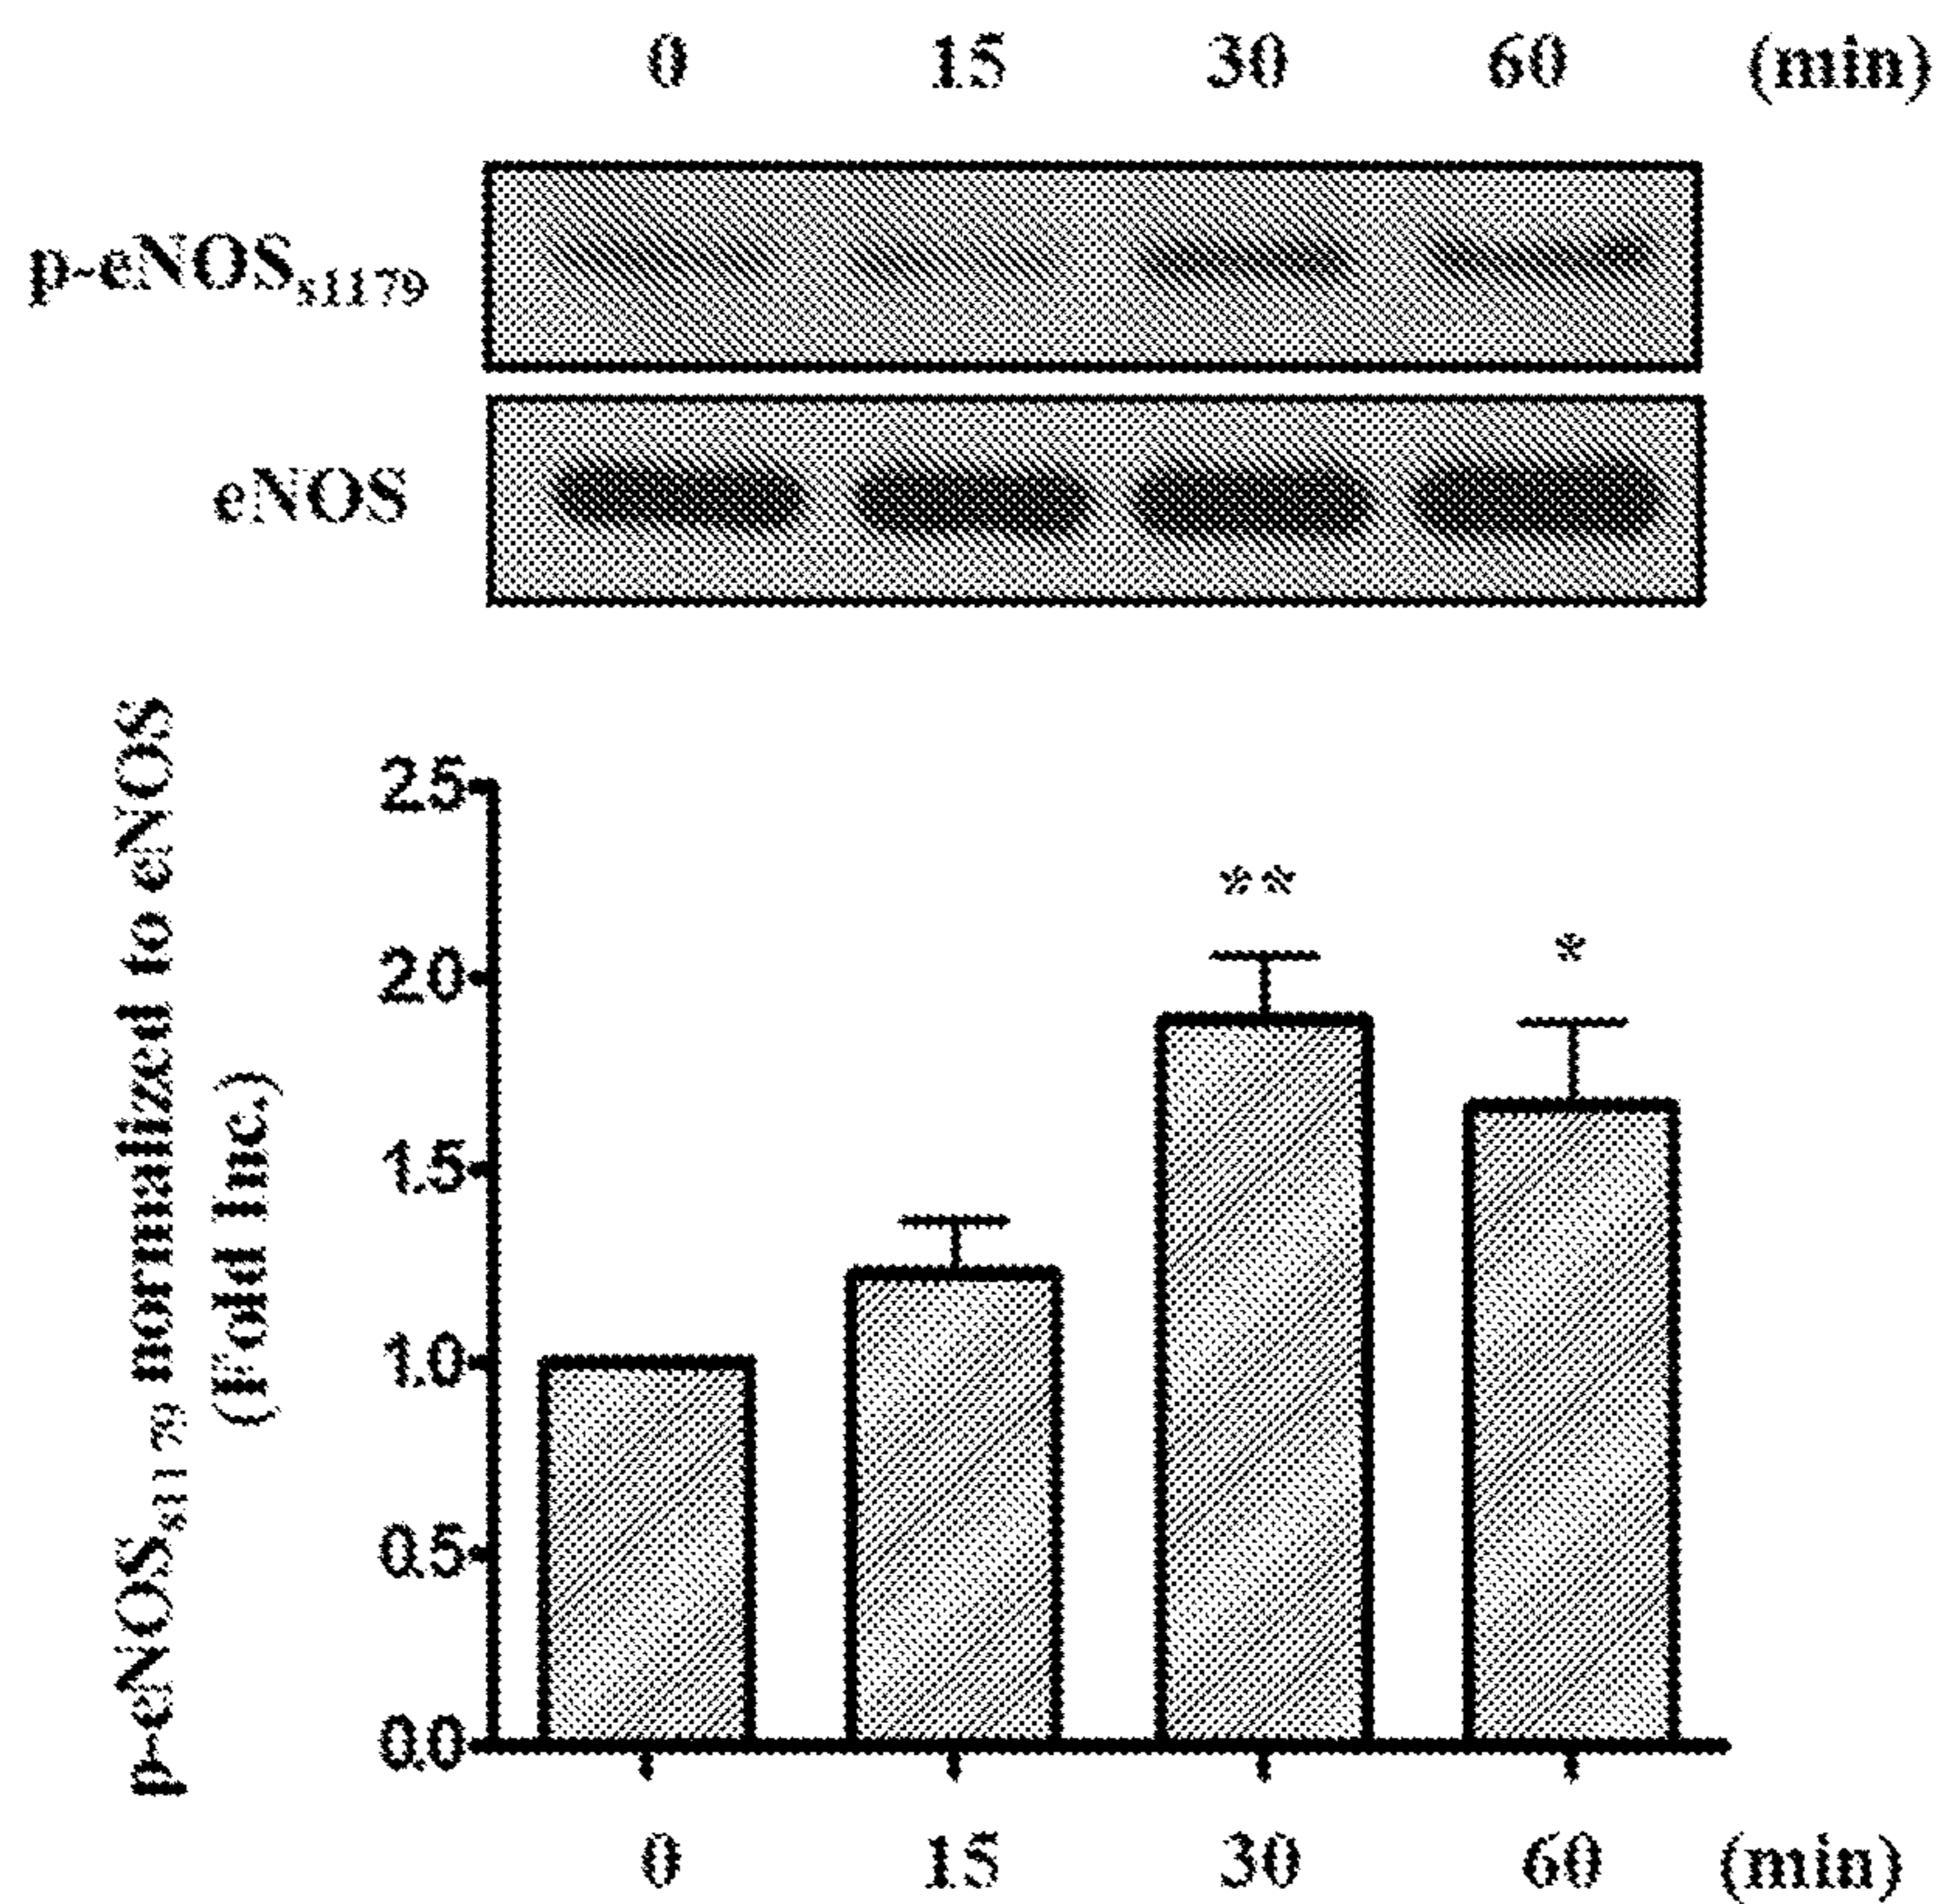 0 15 30 60 (min)
p-eNOSs1179
eNOS
p-eNOSs1179 normalized to eNOS
(Fold Inc.)
2.5
2.0
1.5
1.0
0.5
0.0
**
*
0 15 30 60 (min)